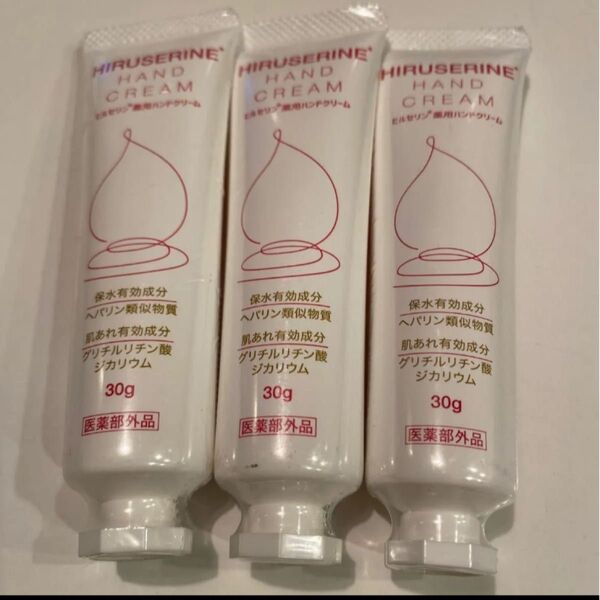 HIRUSERINE
HAND
CREAM
ヒルセリン®薬用ハンドクリーム
保水有効成分
ヘパリン類似物質
肌あれ有効成分
グリチルリチン酸
ジカリウム
30g
医薬部外品
HIRUSERINE
HAND
CREAM
ヒルセリン®薬用ハンドクリーム
保水有効成分
ヘパリン類似物質
肌あれ有効成分
グリチルリチン酸
ジカリウム
30g
医薬部外品
HIRUSERINE
HAND
CREAM
ヒルセリン®薬用ハンドクリーム
保水有効成分
ヘパリン類似物質
肌あれ有効成分
グリチルリチン酸
ジカリウム
30g
医薬部外品